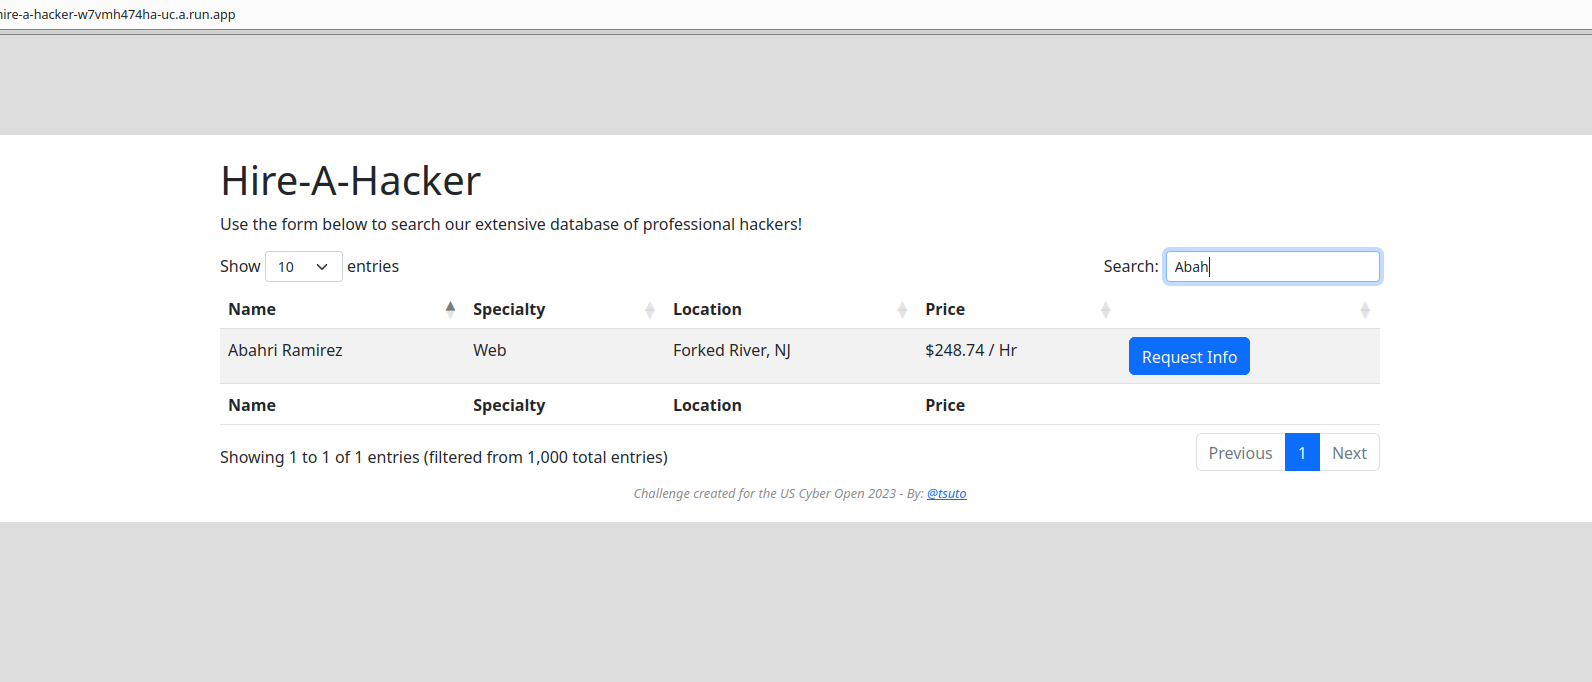 hire-a-hacker-w7vmh474ha-uc.a.run.app
Hire-A-Hacker
Use the form below to search our extensive database of professional hackers!
Show 10 entries Search: Abah
Name Specialty Location Price
Abahri Ramirez Web Forked River, NJ $248.74 / Hr Request Info
Name Specialty Location Price
Showing 1 to 1 of 1 entries (filtered from 1,000 total entries) Previous 1 Next
Challenge created for the US Cyber Open 2023 - By: @tsuto